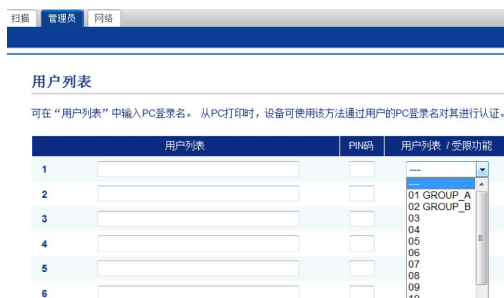 扫描 管理员 网络
用户列表
可在“用户列表”中输入PC登录名。 从PC打印时，设备可使用该方法通过用户的PC登录名对其进行认证。
用户列表 PIN码 用户列表 / 受限功能
1 ---
---
2 01 GROUP_A
02 GROUP_B
3 03
04
4 05
06
5 07
08
6 09
10